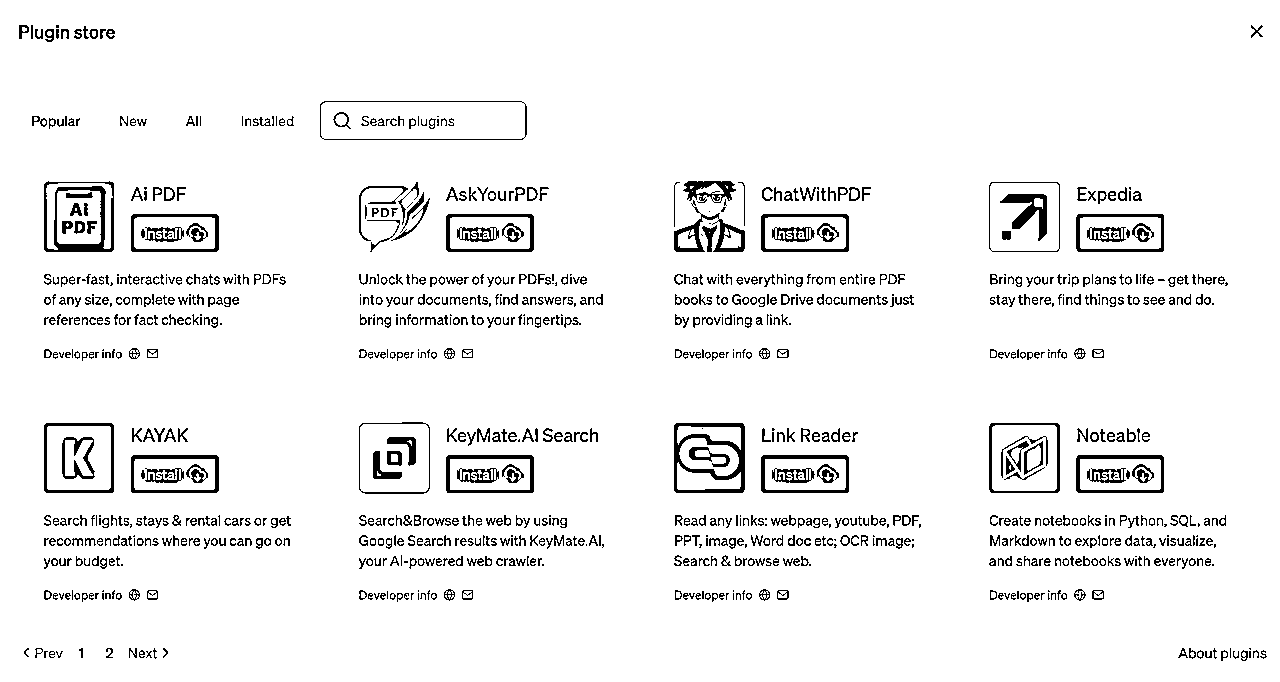 Plugin store
Popular New All Installed Search plugins
Ai PDF
AI
PDF
Install
Super-fast, interactive chats with PDFs
of any size, complete with page
references for fact checking.
Developer info
AskYourPDF
PDF
Install
Unlock the power of your PDFs!, dive
into your documents, find answers, and
bring information to your fingertips.
Developer info
ChatWithPDF
Install
Chat with everything from entire PDF
books to Google Drive documents just
by providing a link.
Developer info
Expedia
Install
Bring your trip plans to life – get there,
stay there, find things to see and do.
Developer info
KAYAK
K
Install
Search flights, stays & rental cars or get
recommendations where you can go on
your budget.
Developer info
KeyMate.AI Search
Install
Search&Browse the web by using
Google Search results with KeyMate.AI,
your AI-powered web crawler.
Developer info
Link Reader
Install
Read any links: webpage, youtube, PDF,
PPT, image, Word doc etc; OCR image;
Search & browse web.
Developer info
Noteable
Install
Create notebooks in Python, SQL, and
Markdown to explore data, visualize,
and share notebooks with everyone.
Developer info
Prev 1 2 Next
About plugins